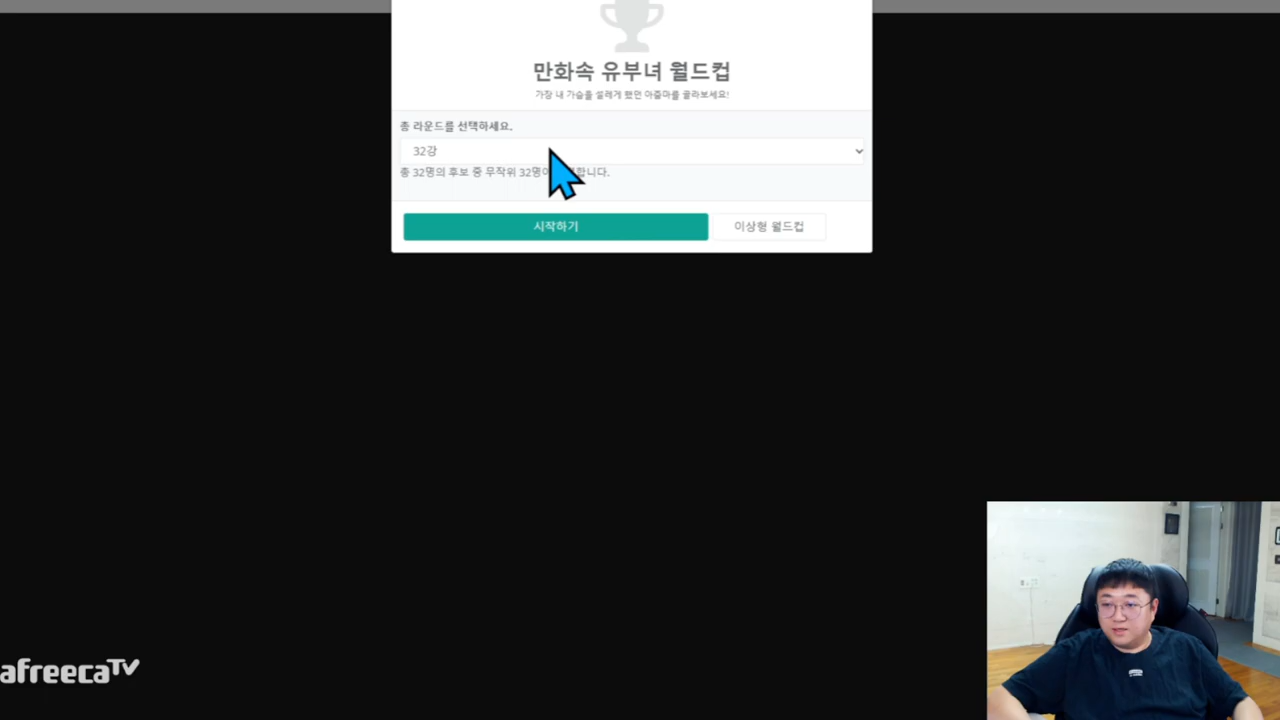 만화속 유부녀 월드컵
가장 내 가슴을 설레게 했던 아줌마를 골라보세요!
총 라운드를 선택하세요.
32강
총 32명의 후보 중 무작위 32명이 합니다.
시작하기
이상형 월드컵
afreecaTV